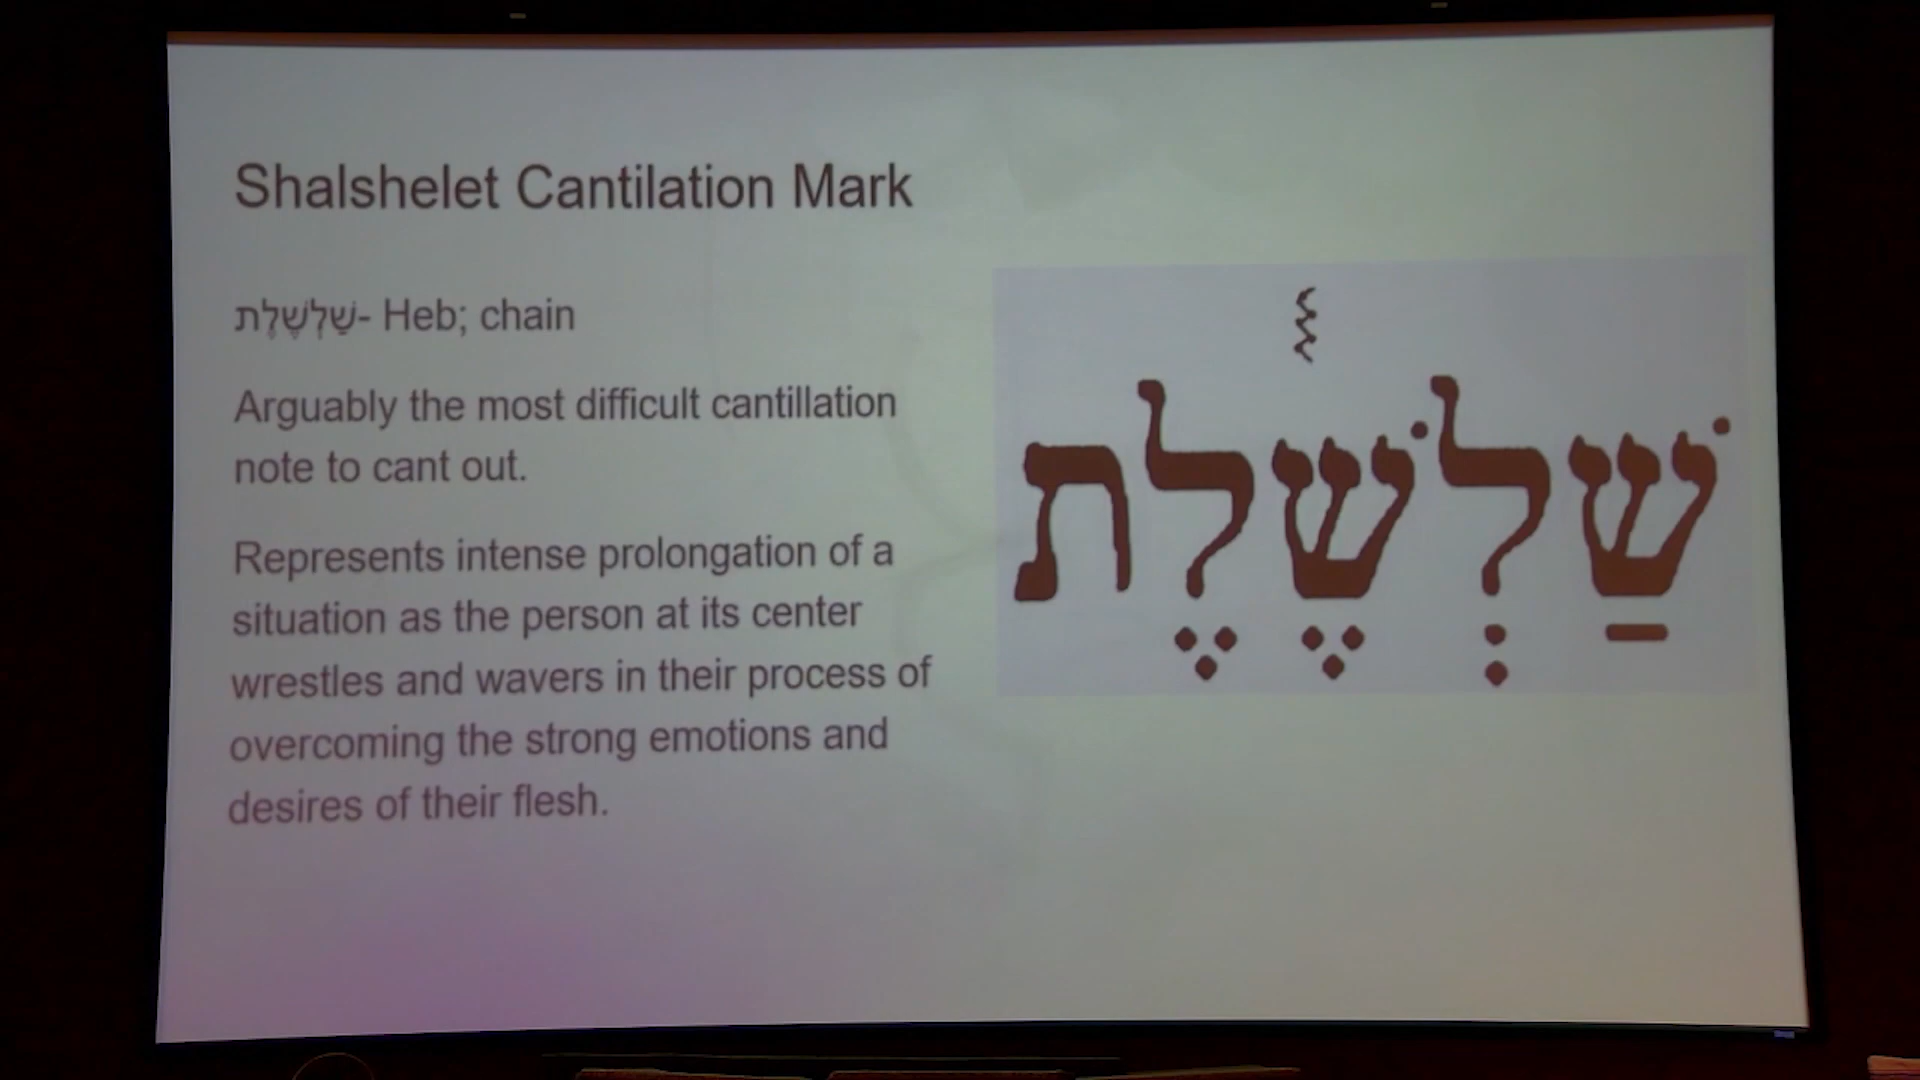 Shalshelet Cantilation Mark
שַׁלְשֶׁלֶת- Heb; chain
Arguably the most difficult cantillation
note to cant out.
Represents intense prolongation of a
situation as the person at its center
wrestles and wavers in their process of
overcoming the strong emotions and
desires of their flesh.
שַׁלְשֶׁ֓לֶת